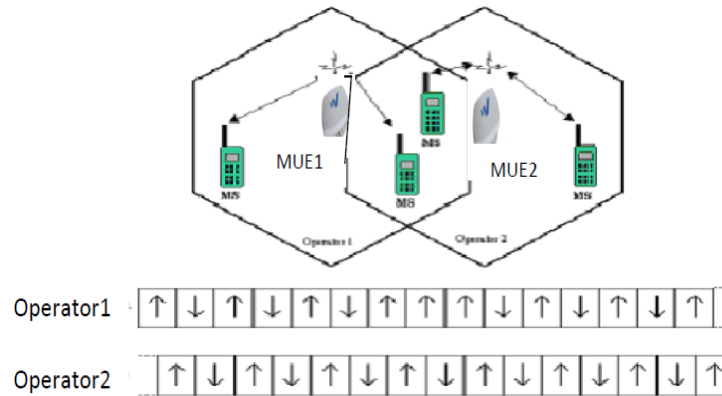 MS
MUE1
MS
MUE2
MS
MS
Operator 1
Operator 2
Operator1
Operator2